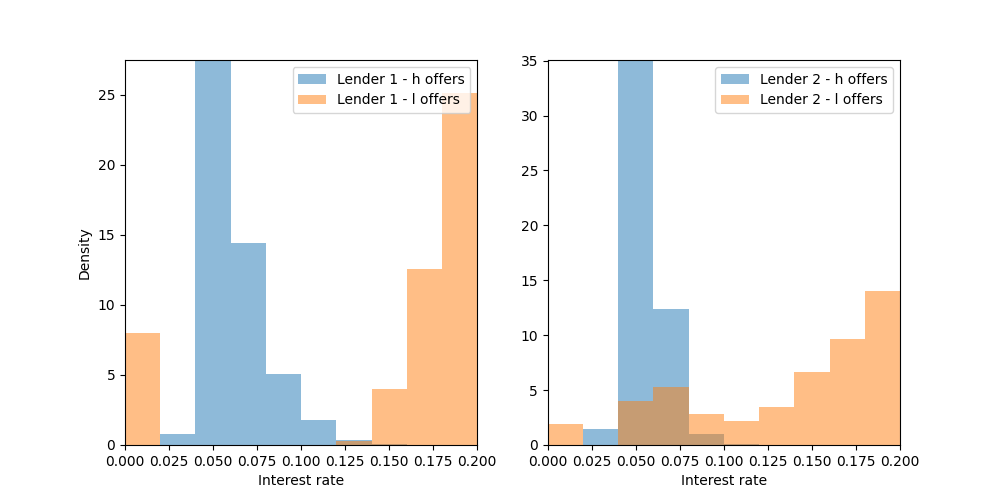 Lender 1 - h offers
Lender 1 - l offers
25
20
15
10
5
0
Density
0.000 0.025 0.050 0.075 0.100 0.125 0.150 0.175 0.200
Interest rate
Lender 2 - h offers
Lender 2 - l offers
35
30
25
20
15
10
5
0
0.000 0.025 0.050 0.075 0.100 0.125 0.150 0.175 0.200
Interest rate